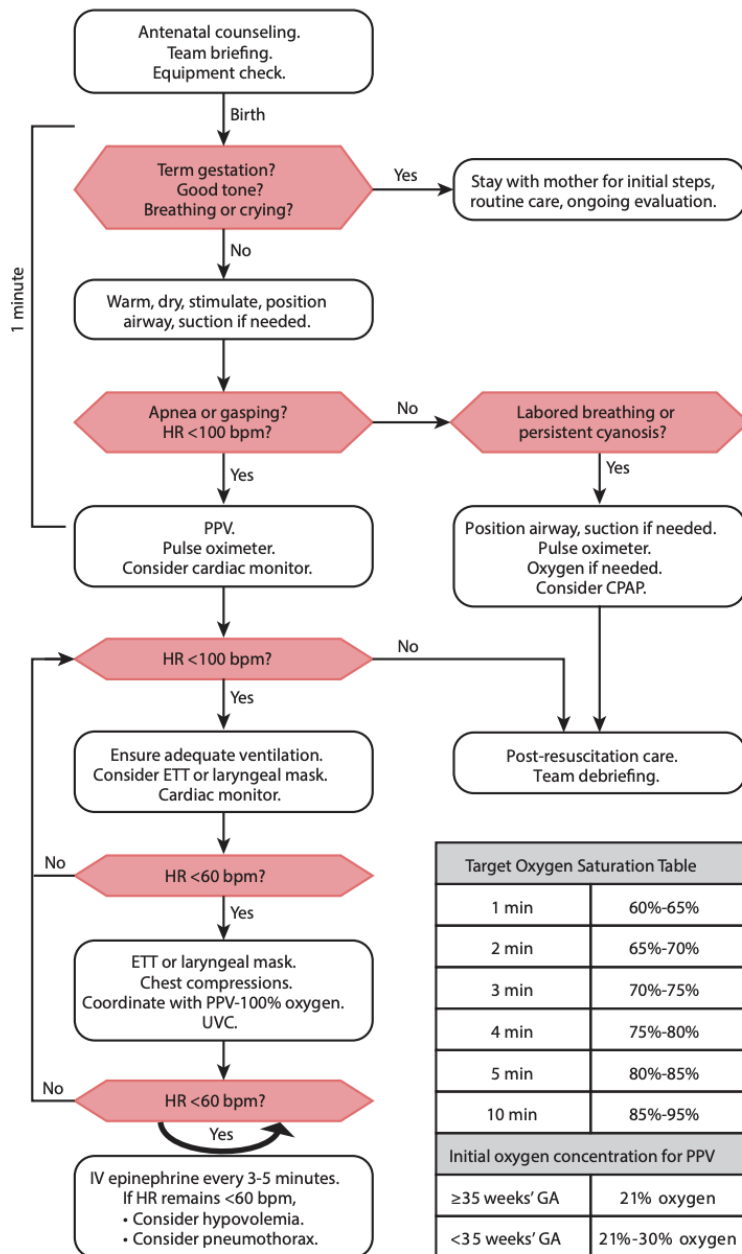 Antenatal counseling.
Team briefing.
Equipment check.
Birth
1 minute
Term gestation?
Good tone?
Breathing or crying?
Yes
Stay with mother for initial steps,
routine care, ongoing evaluation.
No
Warm, dry, stimulate, position
airway, suction if needed.
Apnea or gasping?
HR <100 bpm?
No
Labored breathing or
persistent cyanosis?
Yes
Yes
PPV.
Pulse oximeter.
Consider cardiac monitor.
Position airway, suction if needed.
Pulse oximeter.
Oxygen if needed.
Consider CPAP.
HR <100 bpm?
No
Yes
Ensure adequate ventilation.
Consider ETT or laryngeal mask.
Cardiac monitor.
Post-resuscitation care.
Team debriefing.
No
HR <60 bpm?
Yes
ETT or laryngeal mask.
Chest compressions.
Coordinate with PPV-100% oxygen.
UVC.
No
HR <60 bpm?
Yes
IV epinephrine every 3-5 minutes.
If HR remains <60 bpm,
• Consider hypovolemia.
• Consider pneumothorax.
Target Oxygen Saturation Table
1 min 60%-65%
2 min 65%-70%
3 min 70%-75%
4 min 75%-80%
5 min 80%-85%
10 min 85%-95%
Initial oxygen concentration for PPV
≥35 weeks' GA 21% oxygen
<35 weeks' GA 21%-30% oxygen